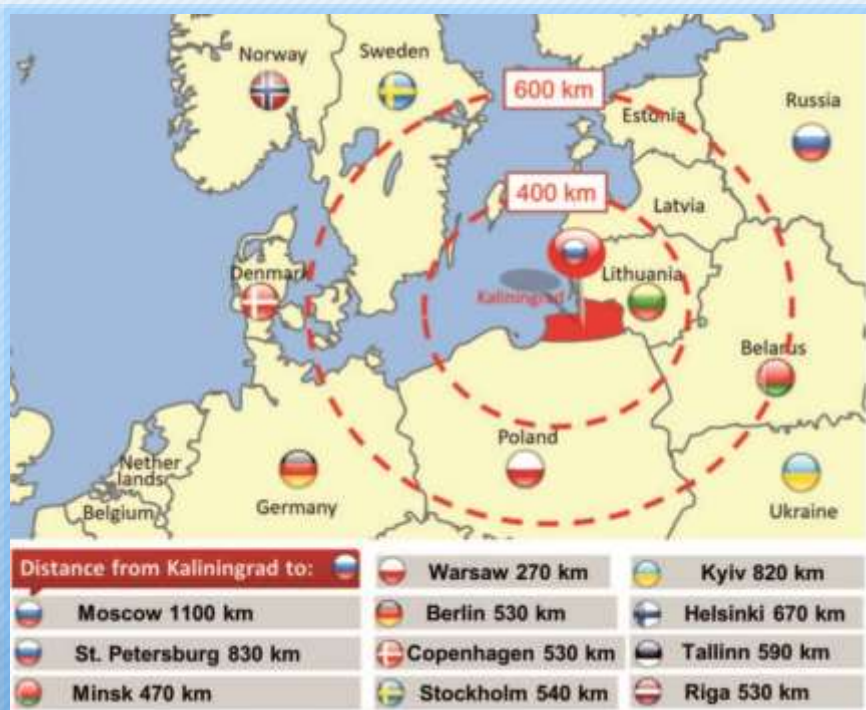 Norway
Sweden
600 km
Russia
Estonia
400 km
Latvia
Denmark
Lithuania
Kaliningrad
Belarus
Poland
Nether
lands
Belgium
Germany
Ukraine
Distance from Kaliningrad to:
Moscow 1100 km
St. Petersburg 830 km
Minsk 470 km
Warsaw 270 km
Berlin 530 km
Copenhagen 530 km
Stockholm 540 km
Kyiv 820 km
Helsinki 670 km
Tallinn 590 km
Riga 530 km